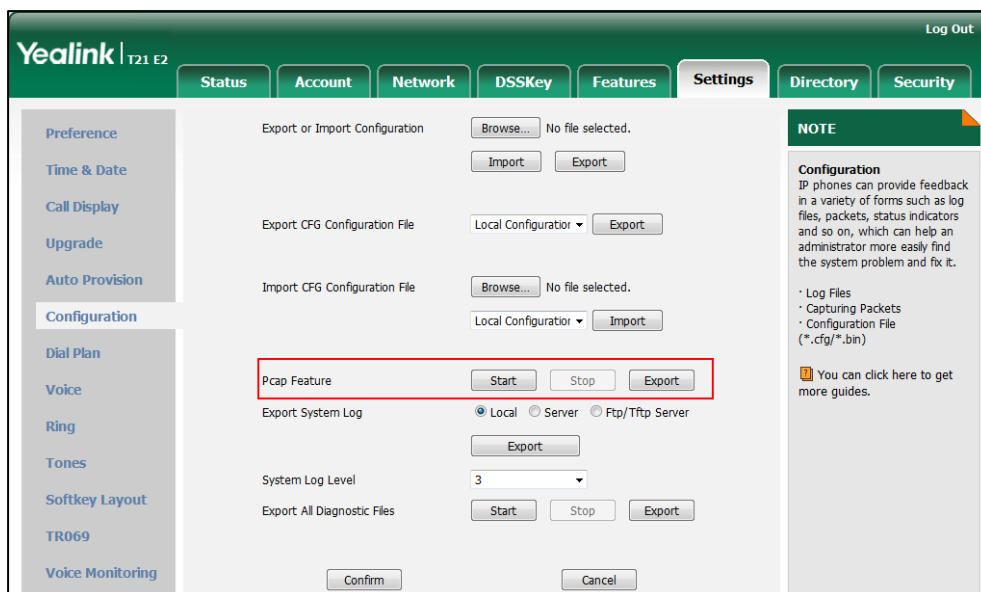 Log Out
Yealink T21 E2
Status Account Network DSSKey Features Settings Directory Security
Preference
Time & Date
Call Display
Upgrade
Auto Provision
Configuration
Dial Plan
Voice
Ring
Tones
Softkey Layout
TR069
Voice Monitoring
Export or Import Configuration Browse... No file selected.
Import Export
Export CFG Configuration File Local Configuration Export
Import CFG Configuration File Browse... No file selected.
Local Configuration Import
Pcap Feature Start Stop Export
Export System Log Local Server Ftp/Tftp Server
Export
System Log Level 3
Export All Diagnostic Files Start Stop Export
Confirm Cancel
NOTE
Configuration
IP phones can provide feedback
in a variety of forms such as log
files, packets, status indicators
and so on, which can help an
administrator more easily find
the system problem and fix it.
· Log Files
· Capturing Packets
· Configuration File
(*.cfg/*.bin)
You can click here to get
more guides.